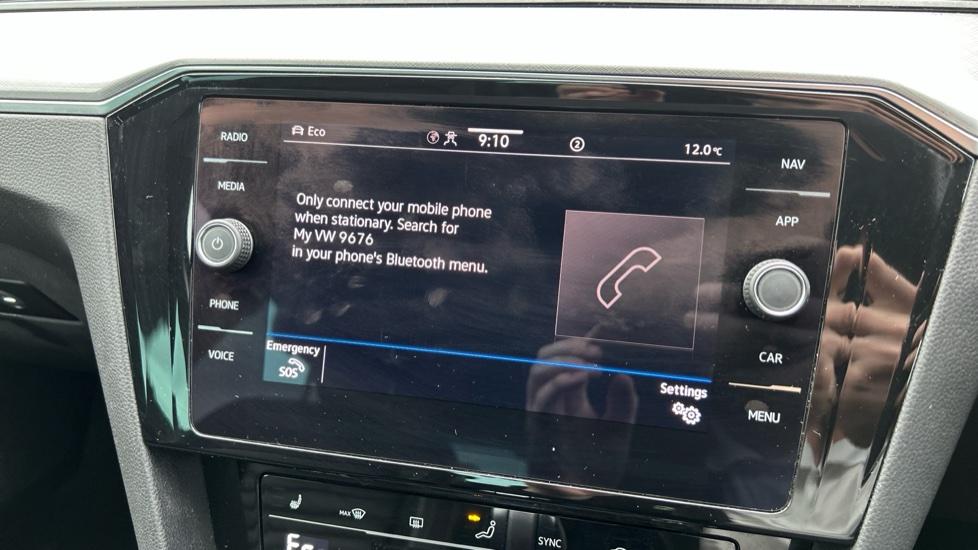 RADIO
MEDIA
PHONE
VOICE
Eco
9:10
2
12.0°C
Only connect your mobile phone
when stationary. Search for
My VW 9676
in your phone's Bluetooth menu.
Emergency
SOS
Settings
NAV
APP
CAR
MENU
MAX
SYNC